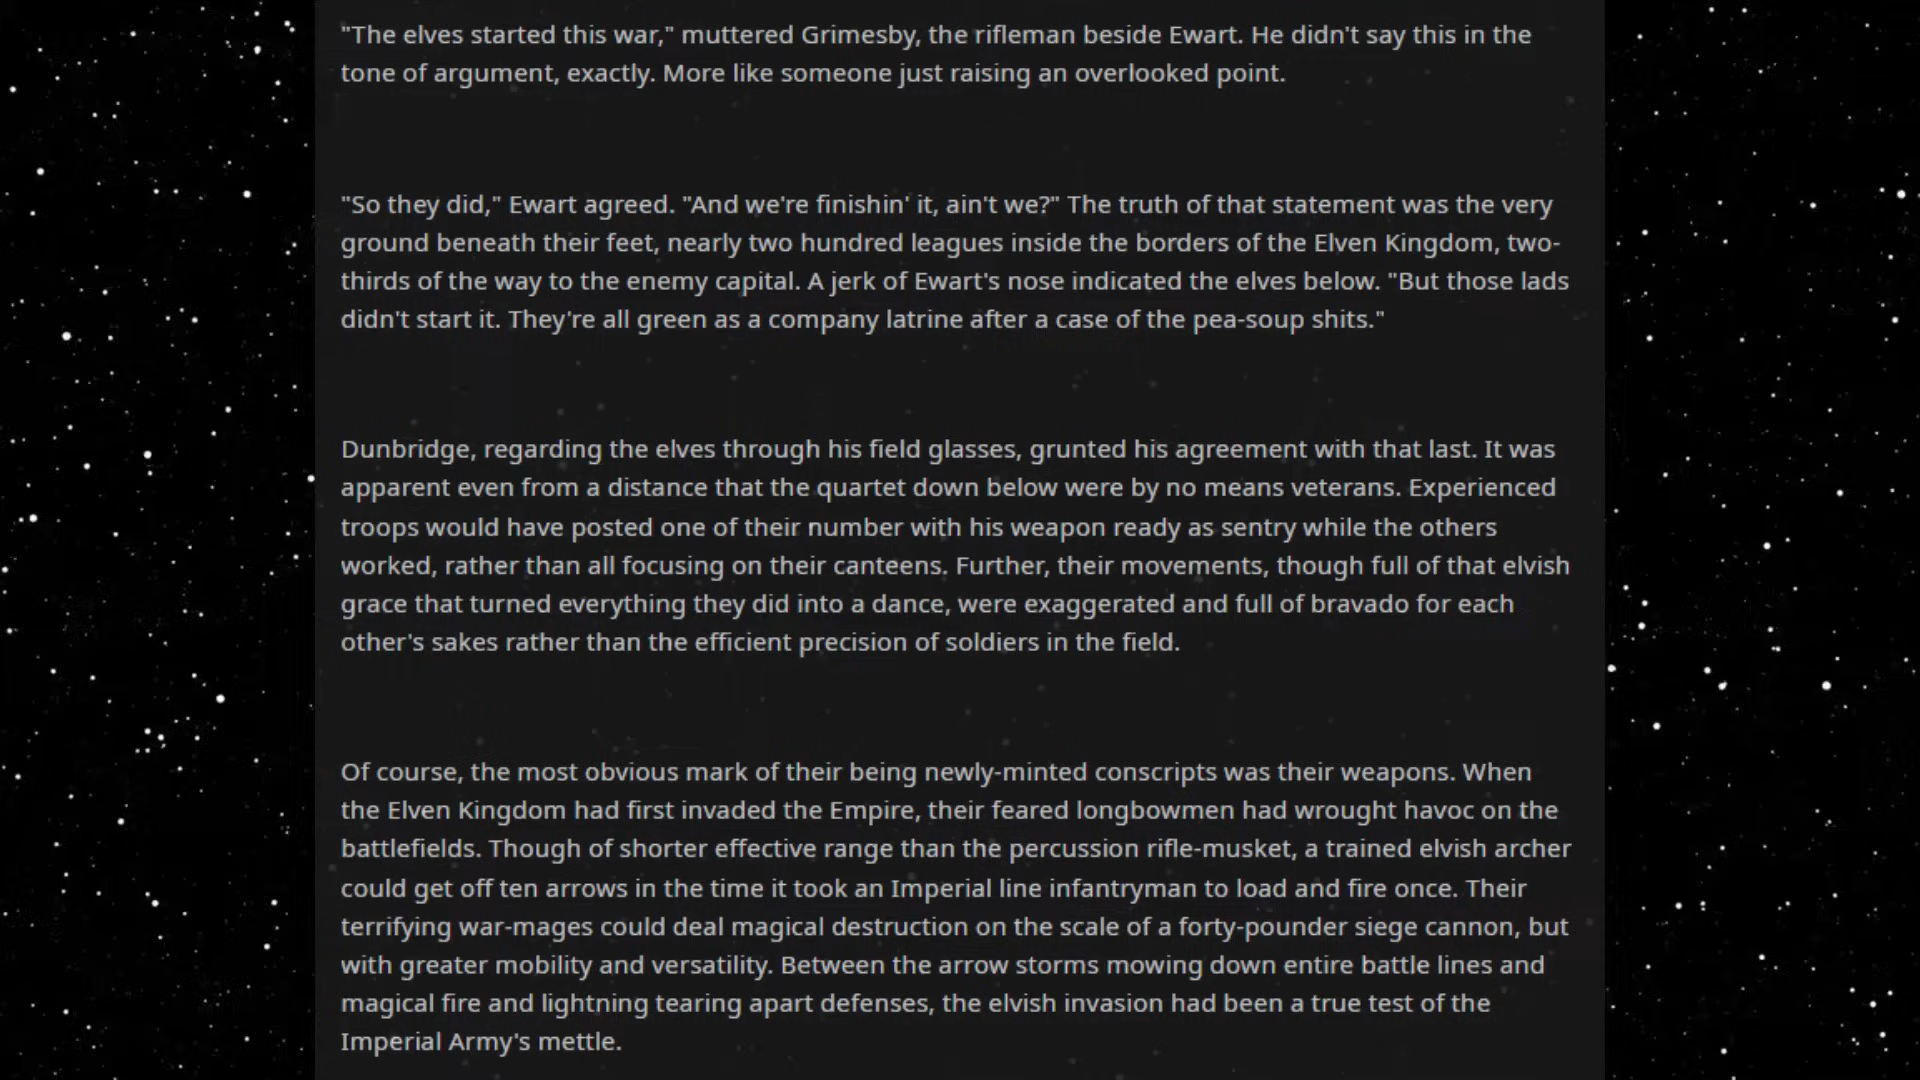 "The elves started this war," muttered Grimesby, the rifleman beside Ewart. He didn't say this in the
tone of argument, exactly. More like someone just raising an overlooked point.
"So they did," Ewart agreed. "And we're finishin' it, ain't we?" The truth of that statement was the very
ground beneath their feet, nearly two hundred leagues inside the borders of the Elven Kingdom, two-
thirds of the way to the enemy capital. A jerk of Ewart's nose indicated the elves below. "But those lads
didn't start it. They're all green as a company latrine after a case of the pea-soup shits."
Dunbridge, regarding the elves through his field glasses, grunted his agreement with that last. It was
apparent even from a distance that the quartet down below were by no means veterans. Experienced
troops would have posted one of their number with his weapon ready as sentry while the others
worked, rather than all focusing on their canteens. Further, their movements, though full of that elvish
grace that turned everything they did into a dance, were exaggerated and full of bravado for each
other's sakes rather than the efficient precision of soldiers in the field.
Of course, the most obvious mark of their being newly-minted conscripts was their weapons. When
the Elven Kingdom had first invaded the Empire, their feared longbowmen had wrought havoc on the
battlefields. Though of shorter effective range than the percussion rifle-musket, a trained elvish archer
could get off ten arrows in the time it took an Imperial line infantryman to load and fire once. Their
terrifying war-mages could deal magical destruction on the scale of a forty-pounder siege cannon, but
with greater mobility and versatility. Between the arrow storms mowing down entire battle lines and
magical fire and lightning tearing apart defenses, the elvish invasion had been a true test of the
Imperial Army's mettle.